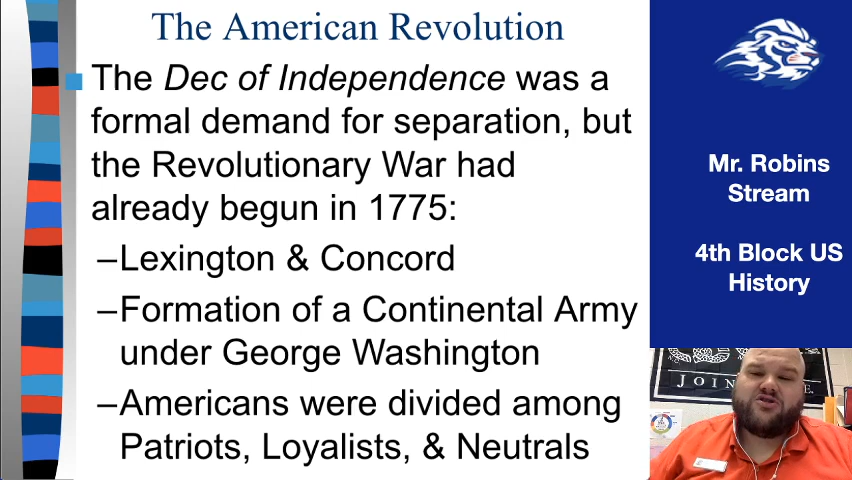 The American Revolution
The Dec of Independence was a
formal demand for separation, but
the Revolutionary War had
already begun in 1775:
–Lexington & Concord
–Formation of a Continental Army
under George Washington
–Americans were divided among
Patriots, Loyalists, & Neutrals
Mr. Robins
Stream
4th Block US
History
JOIN